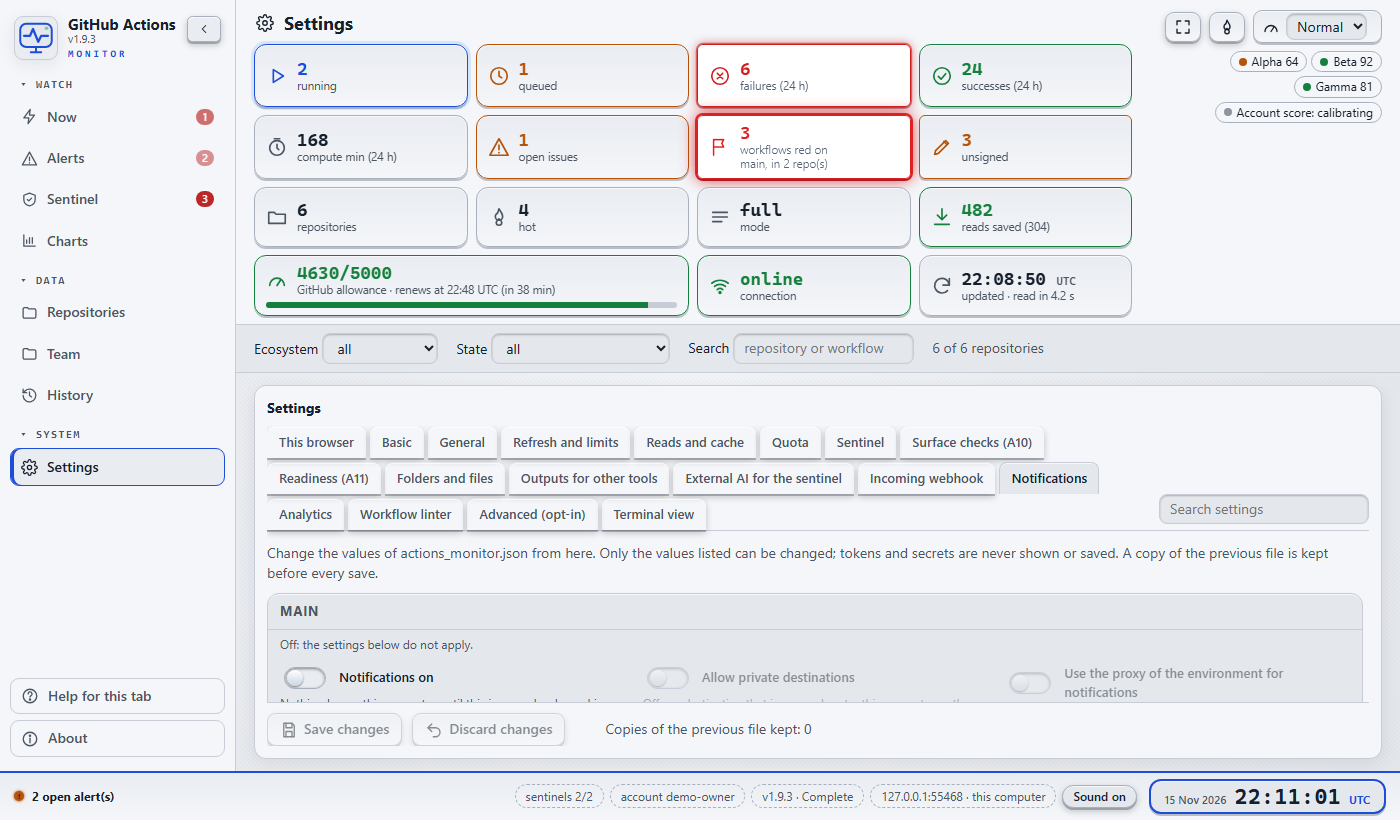 GitHub Actions
v1.9.3
MONITOR
WATCH
Now 1
Alerts 2
Sentinel 3
Charts
DATA
Repositories
Team
History
SYSTEM
Settings
Help for this tab
About
Settings
Normal
Alpha 64
Beta 92
Gamma 81
Account score: calibrating
2
running
1
queued
6
failures (24 h)
24
successes (24 h)
168
compute min (24 h)
1
open issues
3
workflows red on
main, in 2 repo(s)
3
unsigned
6
repositories
4
hot
full
mode
482
reads saved (304)
4630/5000
GitHub allowance · renews at 22:48 UTC (in 38 min)
online
connection
22:08:50 UTC
updated · read in 4.2 s
Ecosystem all State all Search repository or workflow 6 of 6 repositories
Settings
This browser Basic General Refresh and limits Reads and cache Quota Sentinel Surface checks (A10)
Readiness (A11) Folders and files Outputs for other tools External AI for the sentinel Incoming webhook Notifications
Analytics Workflow linter Advanced (opt-in) Terminal view
Search settings
Change the values of actions_monitor.json from here. Only the values listed can be changed; tokens and secrets are never shown or saved. A copy of the previous file is kept
before every save.
MAIN
Off: the settings below do not apply.
Notifications on
Allow private destinations
Use the proxy of the environment for
notifications
Save changes Discard changes Copies of the previous file kept: 0
2 open alert(s)
sentinels 2/2
account demo-owner
v1.9.3 · Complete
127.0.0.1:55468 · this computer
Sound on
15 Nov 2026 22:11:01 UTC